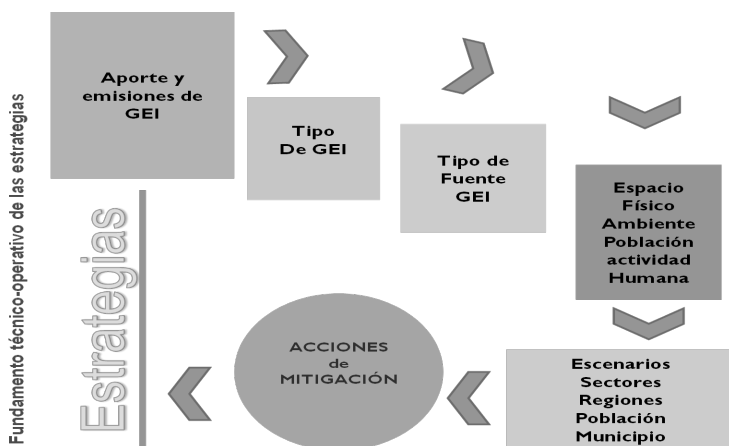 Fundamento técnico-operativo de las estrategias
Aporte y
emisiones de
GEI
Tipo
De GEI
Tipo de
Fuente
GEI
Espacio
Físico
Ambiente
Población
actividad
Humana
Escenarios
Sectores
Regiones
Población
Municipio
ACCIONES
de
MITIGACIÓN
Estrategias